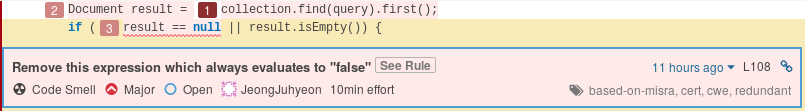 2 Document result = 1 collection.find(query).first();
if ( 3 result == null || result.isEmpty()) {
Remove this expression which always evaluates to "false" See Rule
11 hours ago L108
Code Smell Major Open JeongJuhyeon 10min effort
based-on-misra, cert, cwe, redundant